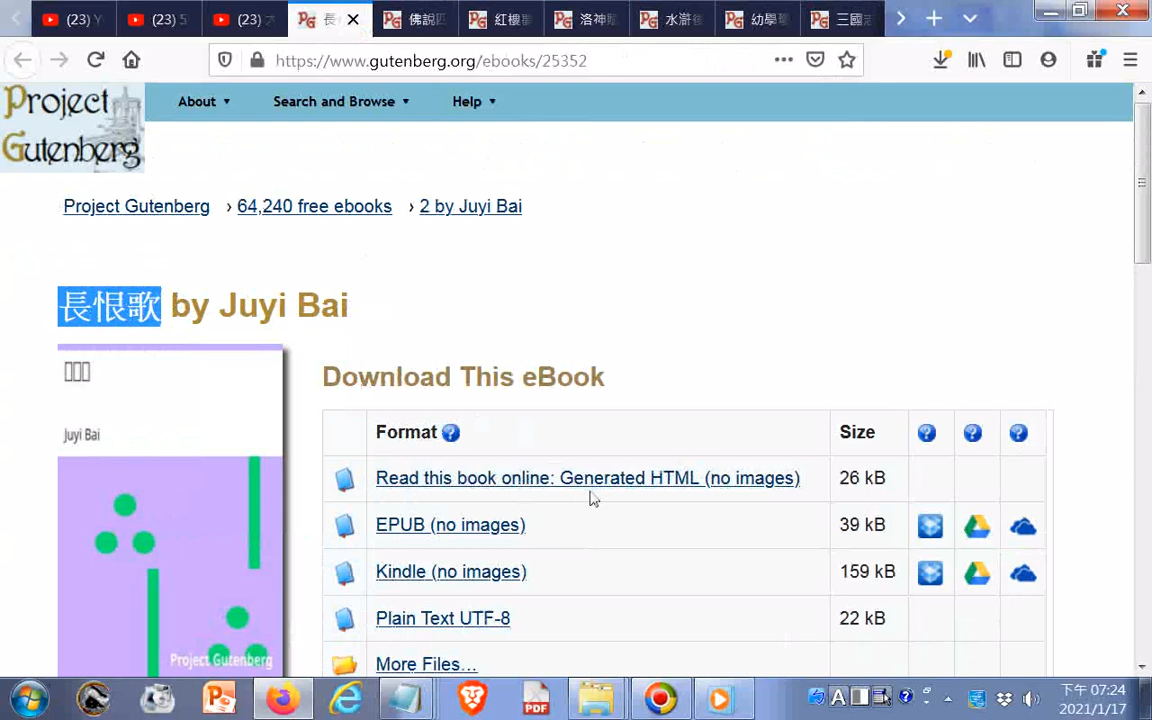 (23) Y
(23) 5
(23) ブ
長
佛說
紅樓
洛神
水滸
幼學
三國
https://www.gutenberg.org/ebooks/25352
Project Gutenberg
About
Search and Browse
Help
Project Gutenberg › 64,240 free ebooks › 2 by Juyi Bai
長恨歌 by Juyi Bai
Juyi Bai
Project Gutenberg
Download This eBook
Format Size
Read this book online: Generated HTML (no images) 26 kB
EPUB (no images) 39 kB
Kindle (no images) 159 kB
Plain Text UTF-8 22 kB
More Files…
PDF
A
下午 07:24
2021/1/17